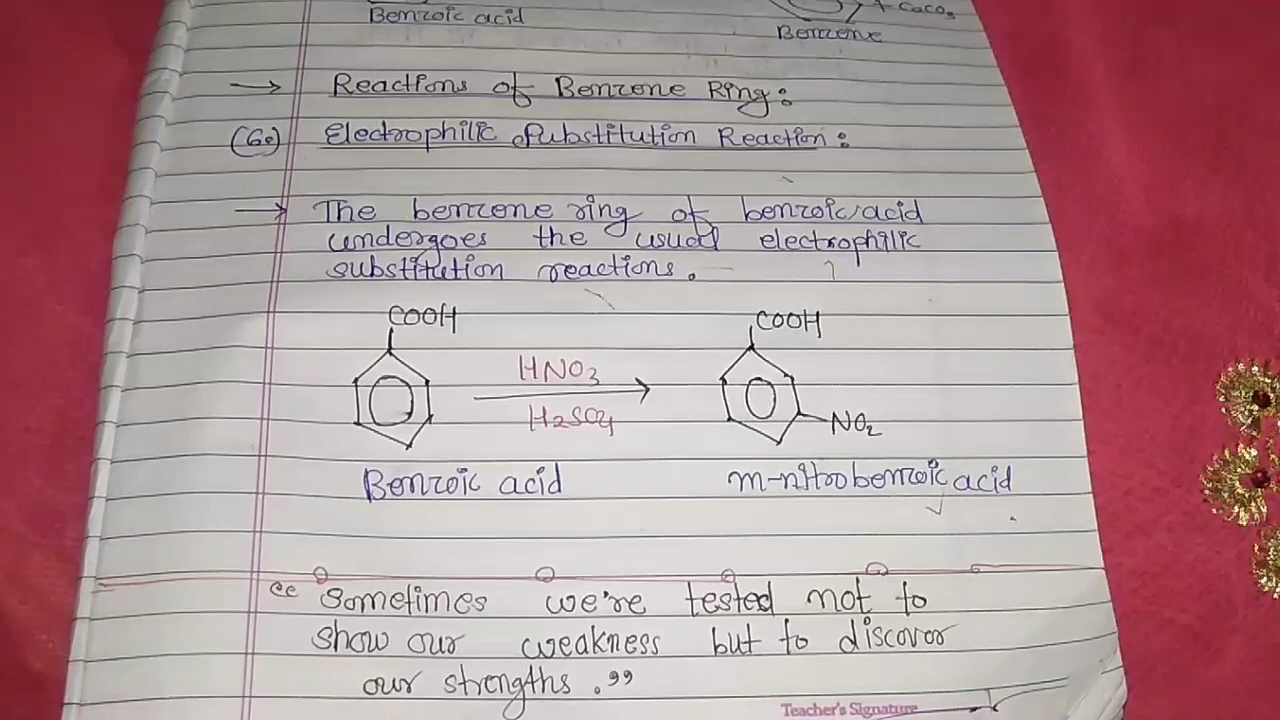 Benzoic acid
+ CaCO3
Benzene
→ Reactions of Benzene Ring:
(6.) Electrophilic Substitution Reaction:
→ The benzene ring of benzoic acid
undergoes the usual electrophilic
substitution reactions.
COOH
COOH
HNO3
H2SO4
NO2
Benzoic acid
m-nitrobenzoic acid
“ Sometimes we're tested not to
show our weakness but to discover
our strengths .”
Teacher's Signature